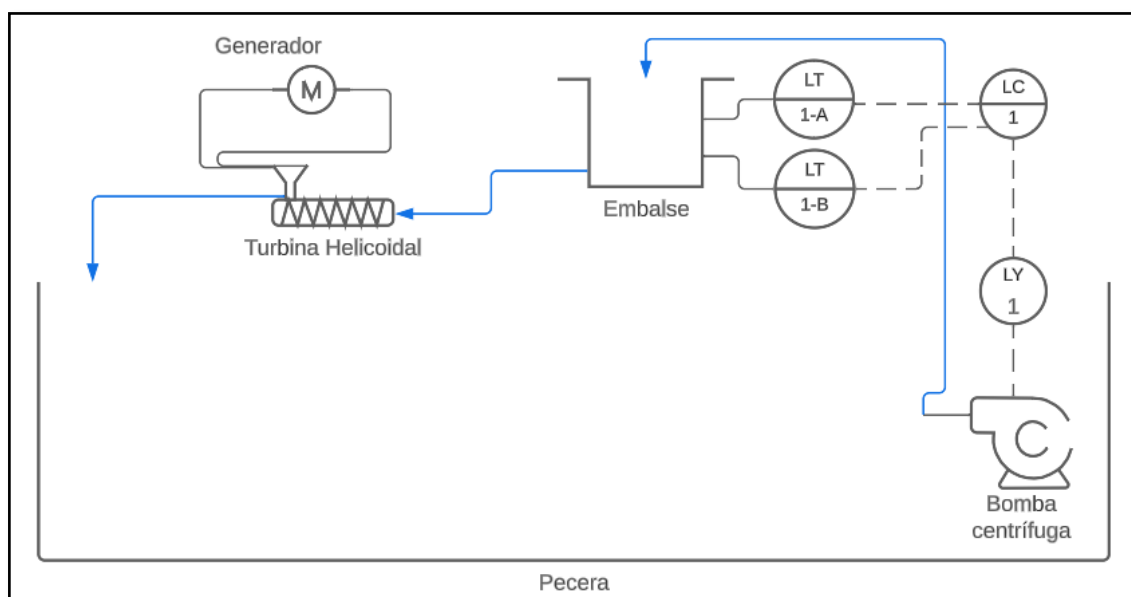 Generador
M
Turbina Helicoidal
Embalse
LT
1-A
LT
1-B
LC
1
LY
1
Bomba
centrífuga
Pecera